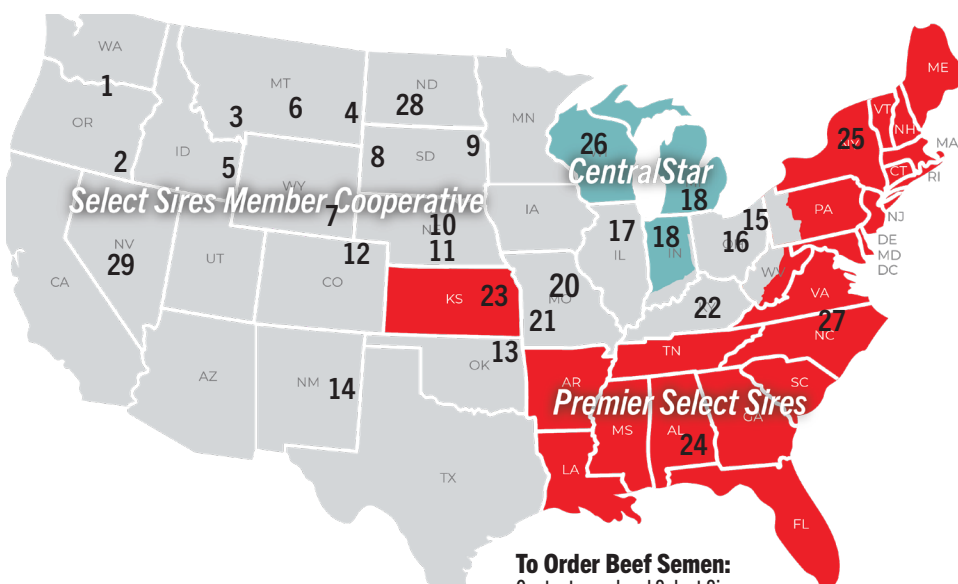 WA
ME
1
MT
ND
VT
6
28
NH
OR
3
4
MN
25
MA
9
26
2
ID
5
8
SD
CentralStar
CT
RI
WY
Select Sires Member Cooperative
18
PA
7
IA
10
17
18
15
NJ
NV
11
16
DE
29
12
IL
IN
MD
UT
WV
DC
CA
CO
KS
23
20
VA
MO
22
21
27
NC
13
TN
OK
AZ
NM
14
AR
SC
Premier Select Sires
GA
MS
AL
24
LA
TX
FL
To Order Beef Semen: